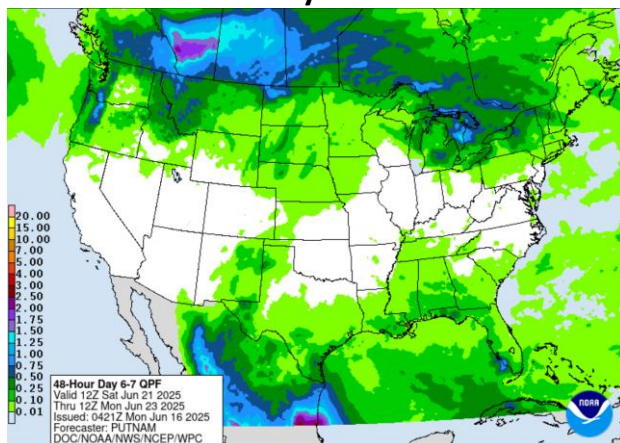 20.00
15.00
10.00
7.00
5.00
4.00
3.00
2.50
2.00
1.75
1.50
1.25
1.00
0.75
0.50
0.25
0.10
0.01
48-Hour Day 6-7 QPF
Valid 12Z Sat Jun 21 2025
Thru 12Z Mon Jun 23 2025
Issued: 0421Z Mon Jun 16 2025
Forecaster: PUTNAM
DOC/NOAA/NWS/NCEP/WPC
NOAA